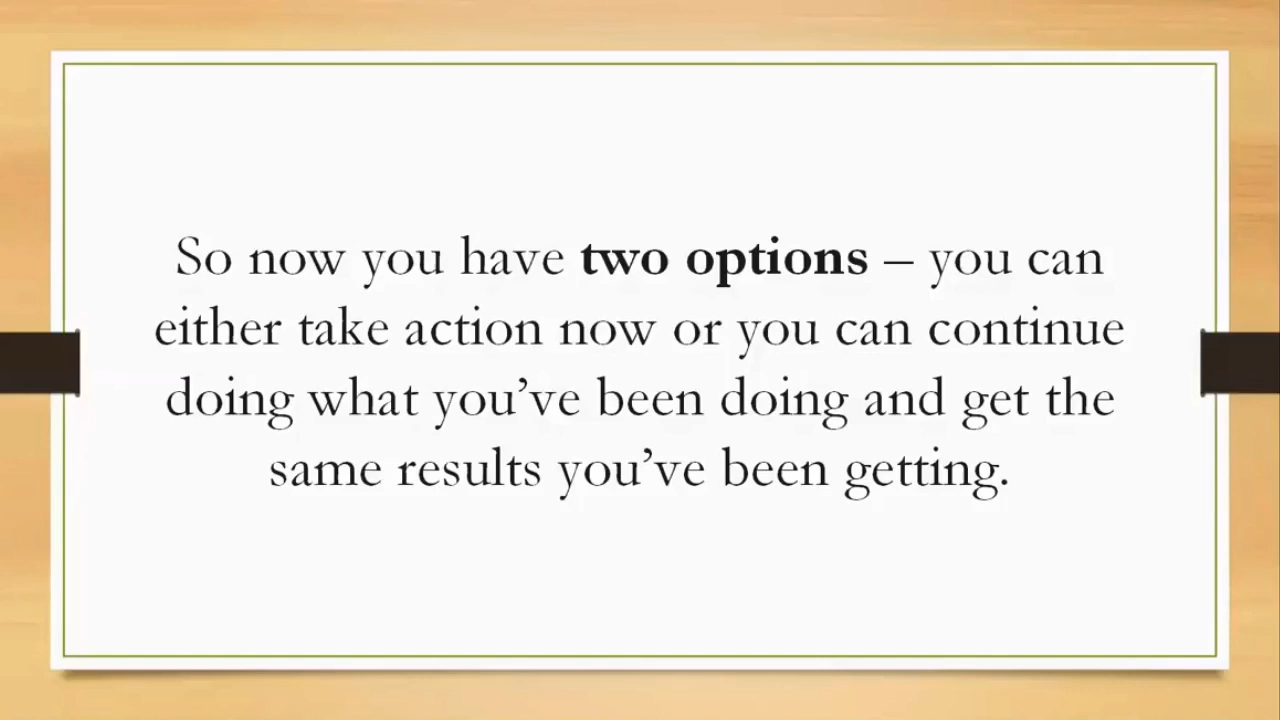 So now you have two options – you can
either take action now or you can continue
doing what you’ve been doing and get the
same results you’ve been getting.